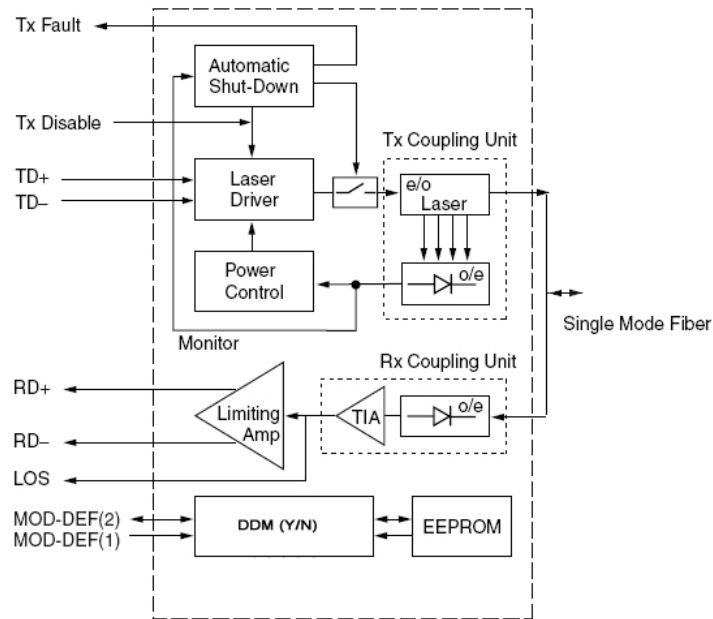 Tx Fault
Automatic
Shut-Down
Tx Disable
Tx Coupling Unit
TD+
TD–
Laser
Driver
e/o
Laser
Power
Control
o/e
Monitor
Single Mode Fiber
Rx Coupling Unit
RD+
RD–
Limiting
Amp
TIA
o/e
LOS
MOD-DEF(2)
MOD-DEF(1)
DDM (Y/N)
EEPROM